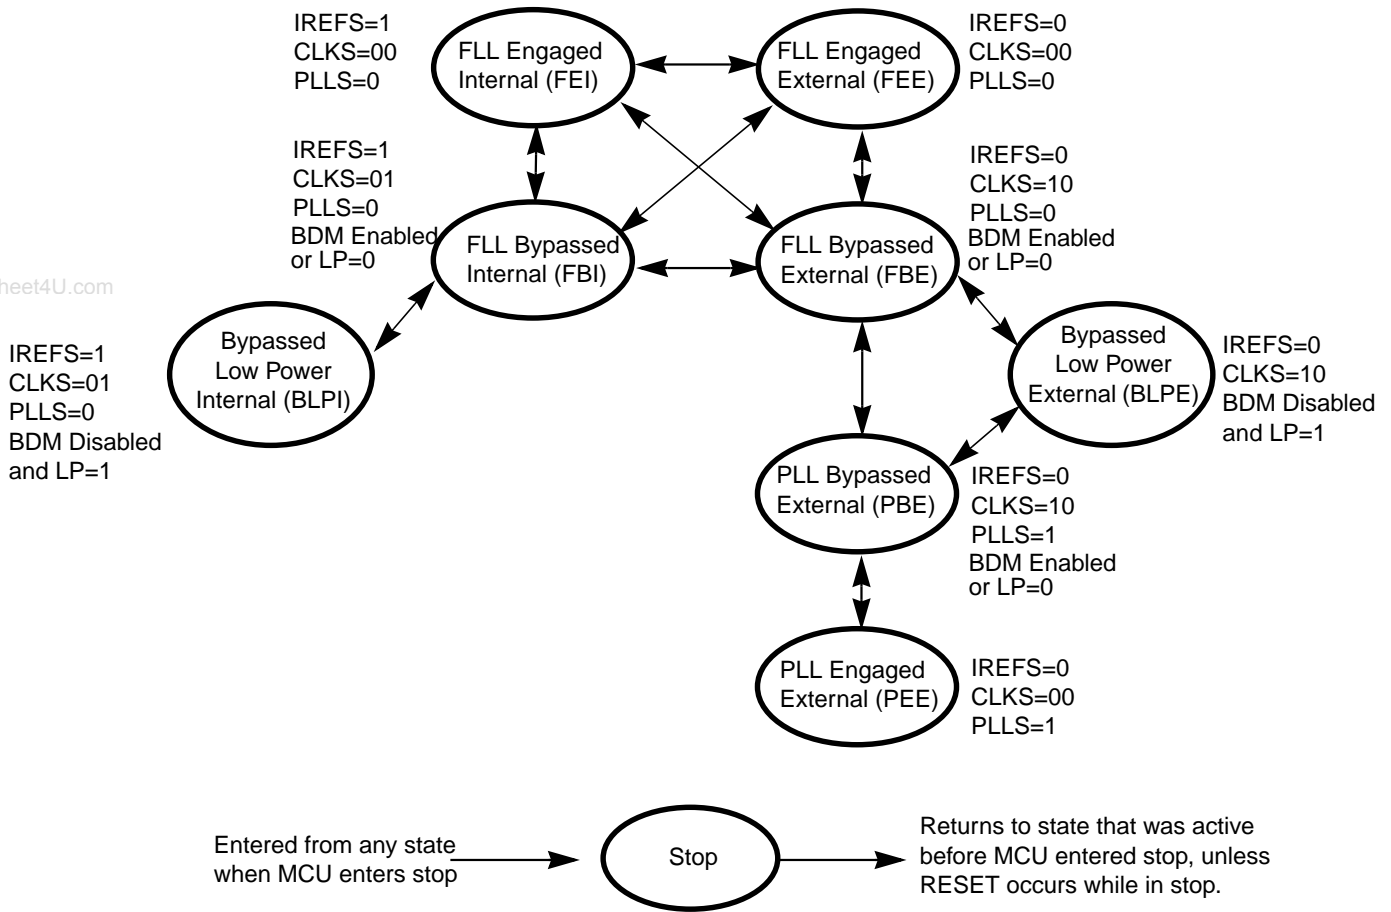 IREFS=1
CLKS=00
PLLS=0
FLL Engaged
Internal (FEI)
FLL Engaged
External (FEE)
IREFS=0
CLKS=00
PLLS=0
IREFS=1
CLKS=01
PLLS=0
BDM Enabled
or LP=0
FLL Bypassed
Internal (FBI)
FLL Bypassed
External (FBE)
IREFS=0
CLKS=10
PLLS=0
BDM Enabled
or LP=0
heet4U.com
IREFS=1
CLKS=01
PLLS=0
BDM Disabled
and LP=1
Bypassed
Low Power
Internal (BLPI)
Bypassed
Low Power
External (BLPE)
IREFS=0
CLKS=10
BDM Disabled
and LP=1
PLL Bypassed
External (PBE)
IREFS=0
CLKS=10
PLLS=1
BDM Enabled
or LP=0
PLL Engaged
External (PEE)
IREFS=0
CLKS=00
PLLS=1
Entered from any state
when MCU enters stop
Stop
Returns to state that was active
before MCU entered stop, unless
RESET occurs while in stop.